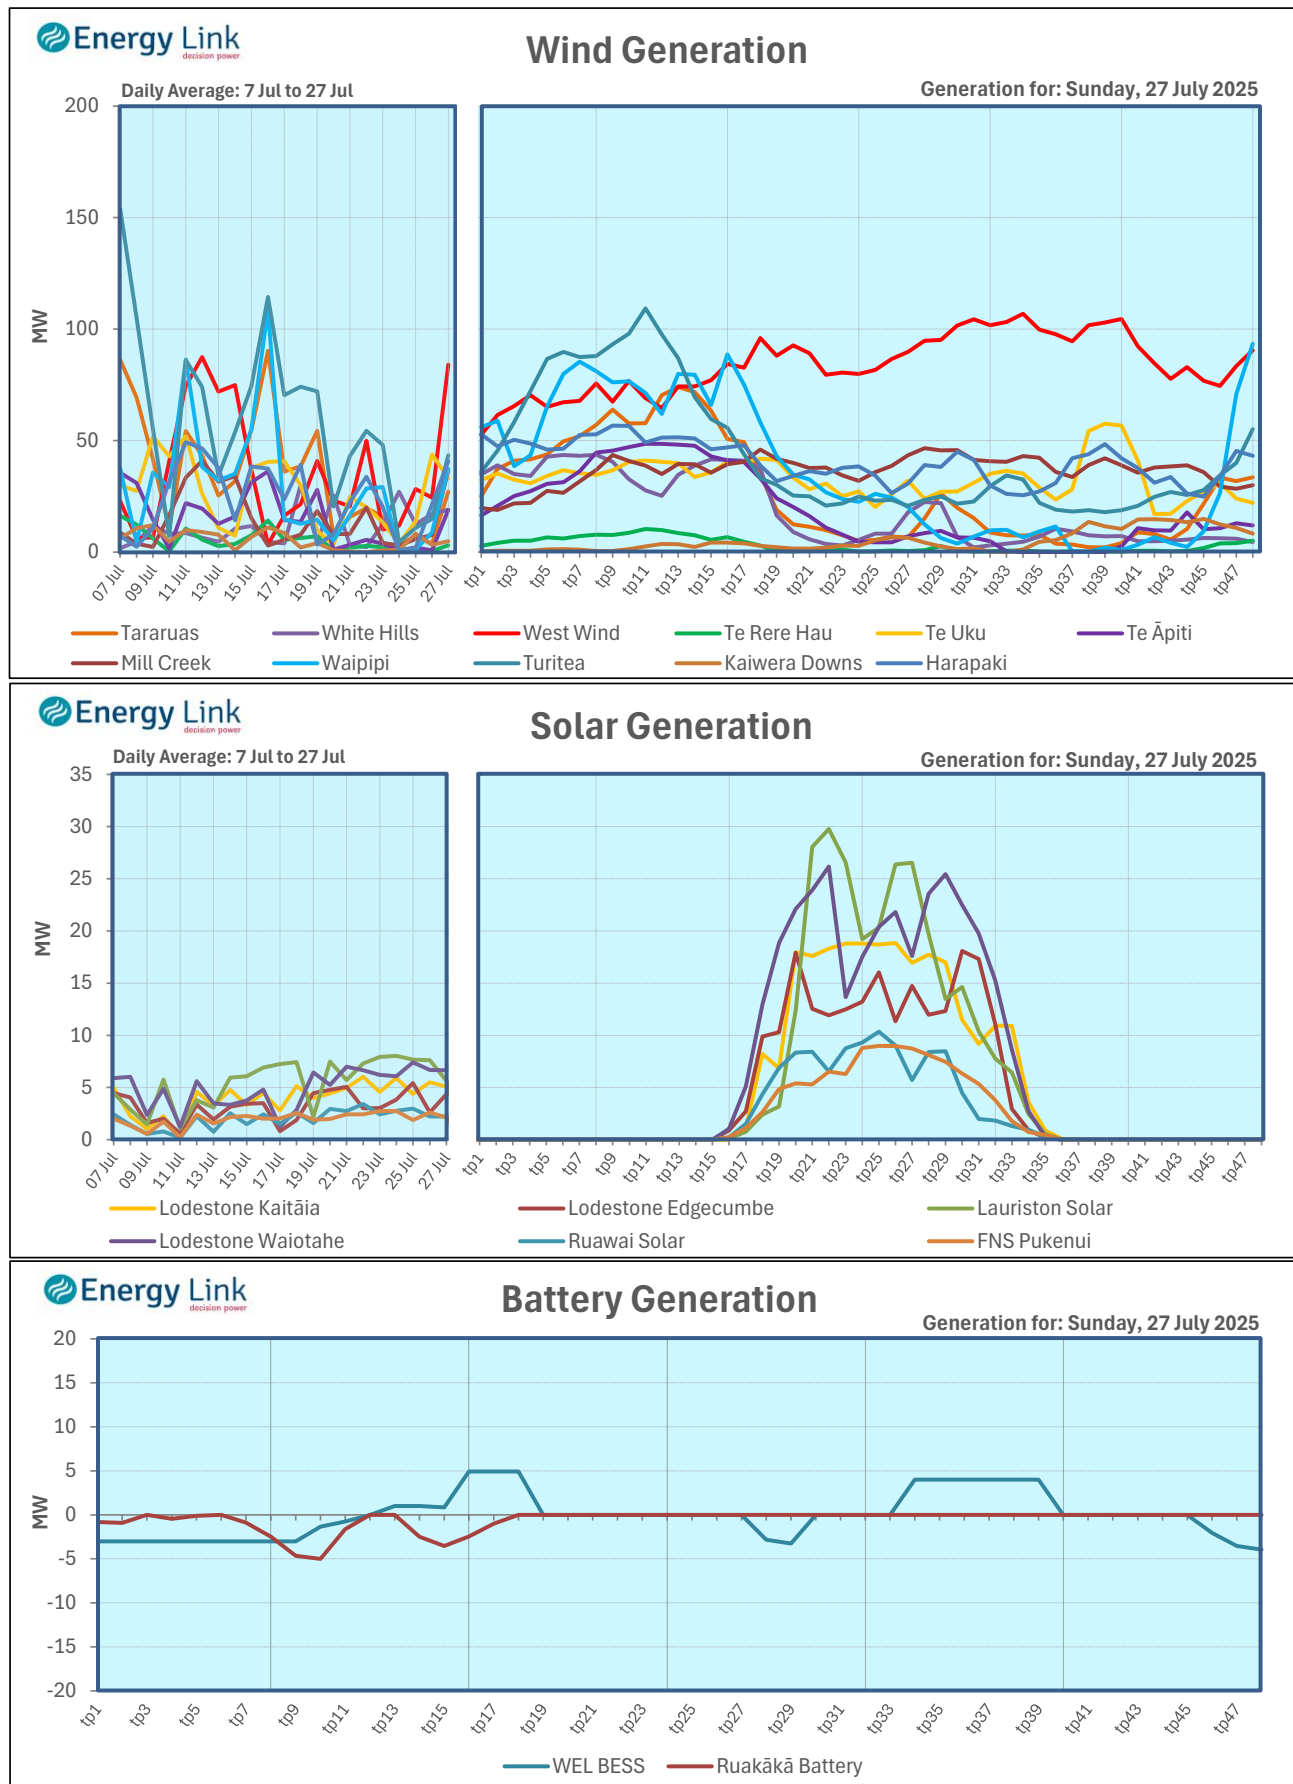 Energy Link
decision power
Wind Generation
Daily Average: 7 Jul to 27 Jul
Generation for: Sunday, 27 July 2025
200
150
100
50
0
MW
07 Jul 09 Jul 11 Jul 13 Jul 15 Jul 17 Jul 19 Jul 21 Jul 23 Jul 25 Jul 27 Jul
tp1 tp3 tp5 tp7 tp9 tp11 tp13 tp15 tp17 tp19 tp21 tp23 tp25 tp27 tp29 tp31 tp33 tp35 tp37 tp39 tp41 tp43 tp45 tp47
Tararuas White Hills West Wind Te Rere Hau Te Uku Te Āpiti
Mill Creek Waipipi Turitea Kaiwera Downs Harapaki
Energy Link
decision power
Solar Generation
Daily Average: 7 Jul to 27 Jul
Generation for: Sunday, 27 July 2025
35
30
25
20
15
10
5
0
MW
07 Jul 09 Jul 11 Jul 13 Jul 15 Jul 17 Jul 19 Jul 21 Jul 23 Jul 25 Jul 27 Jul
tp1 tp3 tp5 tp7 tp9 tp11 tp13 tp15 tp17 tp19 tp21 tp23 tp25 tp27 tp29 tp31 tp33 tp35 tp37 tp39 tp41 tp43 tp45 tp47
Lodestone Kaitāia Lodestone Edgecumbe Lauriston Solar
Lodestone Waiotahe Ruawai Solar FNS Pukenui
Energy Link
decision power
Battery Generation
Generation for: Sunday, 27 July 2025
20
15
10
5
0
-5
-10
-15
-20
MW
tp1 tp3 tp5 tp7 tp9 tp11 tp13 tp15 tp17 tp19 tp21 tp23 tp25 tp27 tp29 tp31 tp33 tp35 tp37 tp39 tp41 tp43 tp45 tp47
WEL BESS Ruakākā Battery